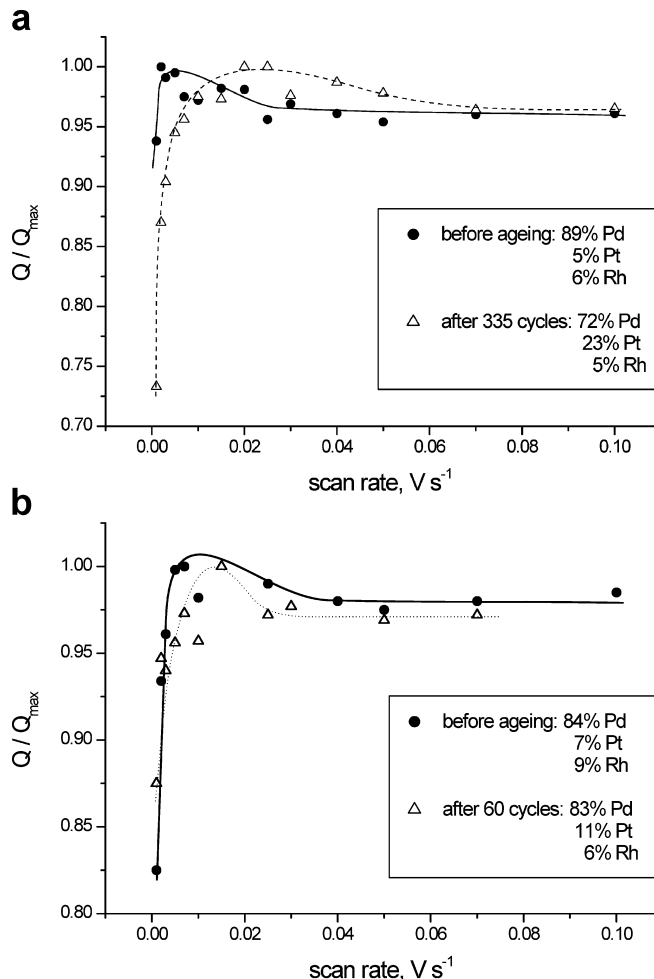 a
1.00
0.95
0.90
0.85
0.80
0.75
0.70
Q / Qmax
before ageing: 89% Pd
5% Pt
6% Rh
after 335 cycles: 72% Pd
23% Pt
5% Rh
0.00 0.02 0.04 0.06 0.08 0.10
scan rate, V s⁻¹
b
1.00
0.95
0.90
0.85
0.80
Q / Qmax
before ageing: 84% Pd
7% Pt
9% Rh
after 60 cycles: 83% Pd
11% Pt
6% Rh
0.00 0.02 0.04 0.06 0.08 0.10
scan rate, V s⁻¹